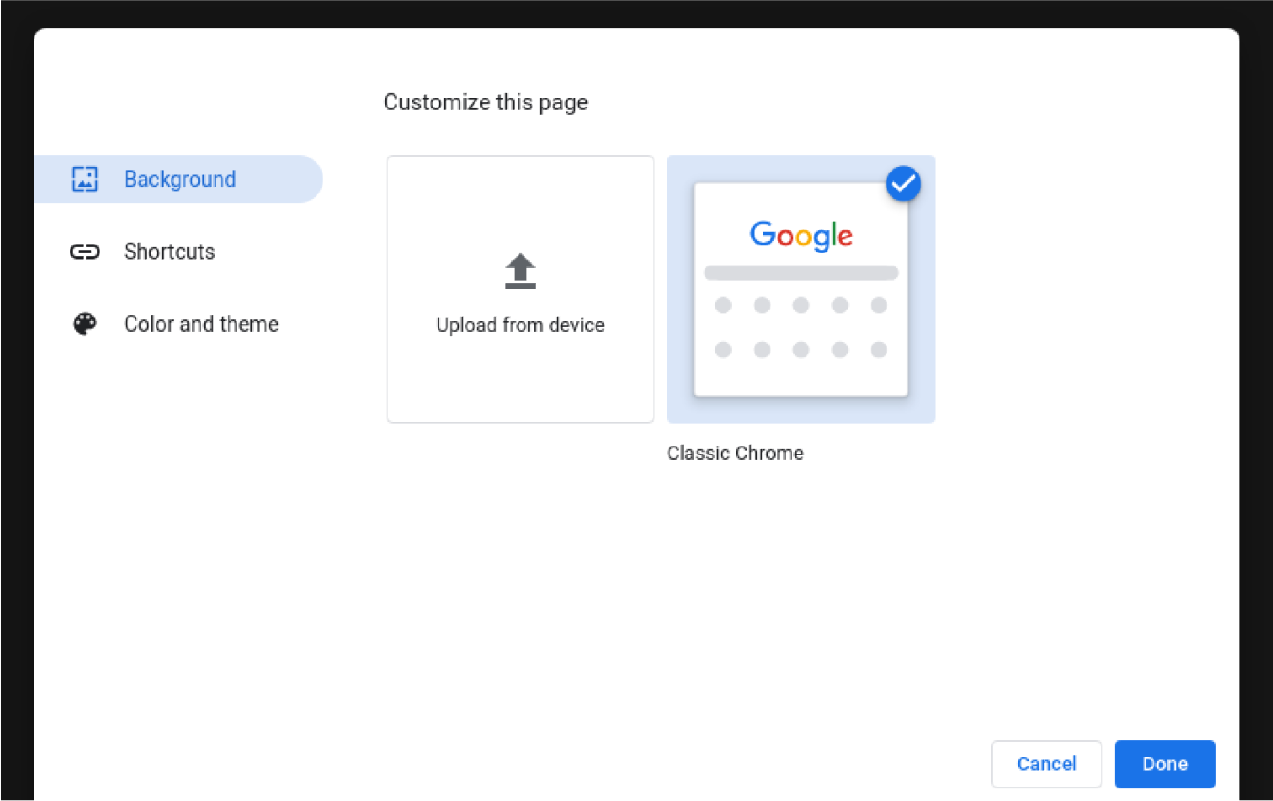 Customize this page
Background
Shortcuts
Color and theme
Upload from device
Google
Classic Chrome
Cancel
Done